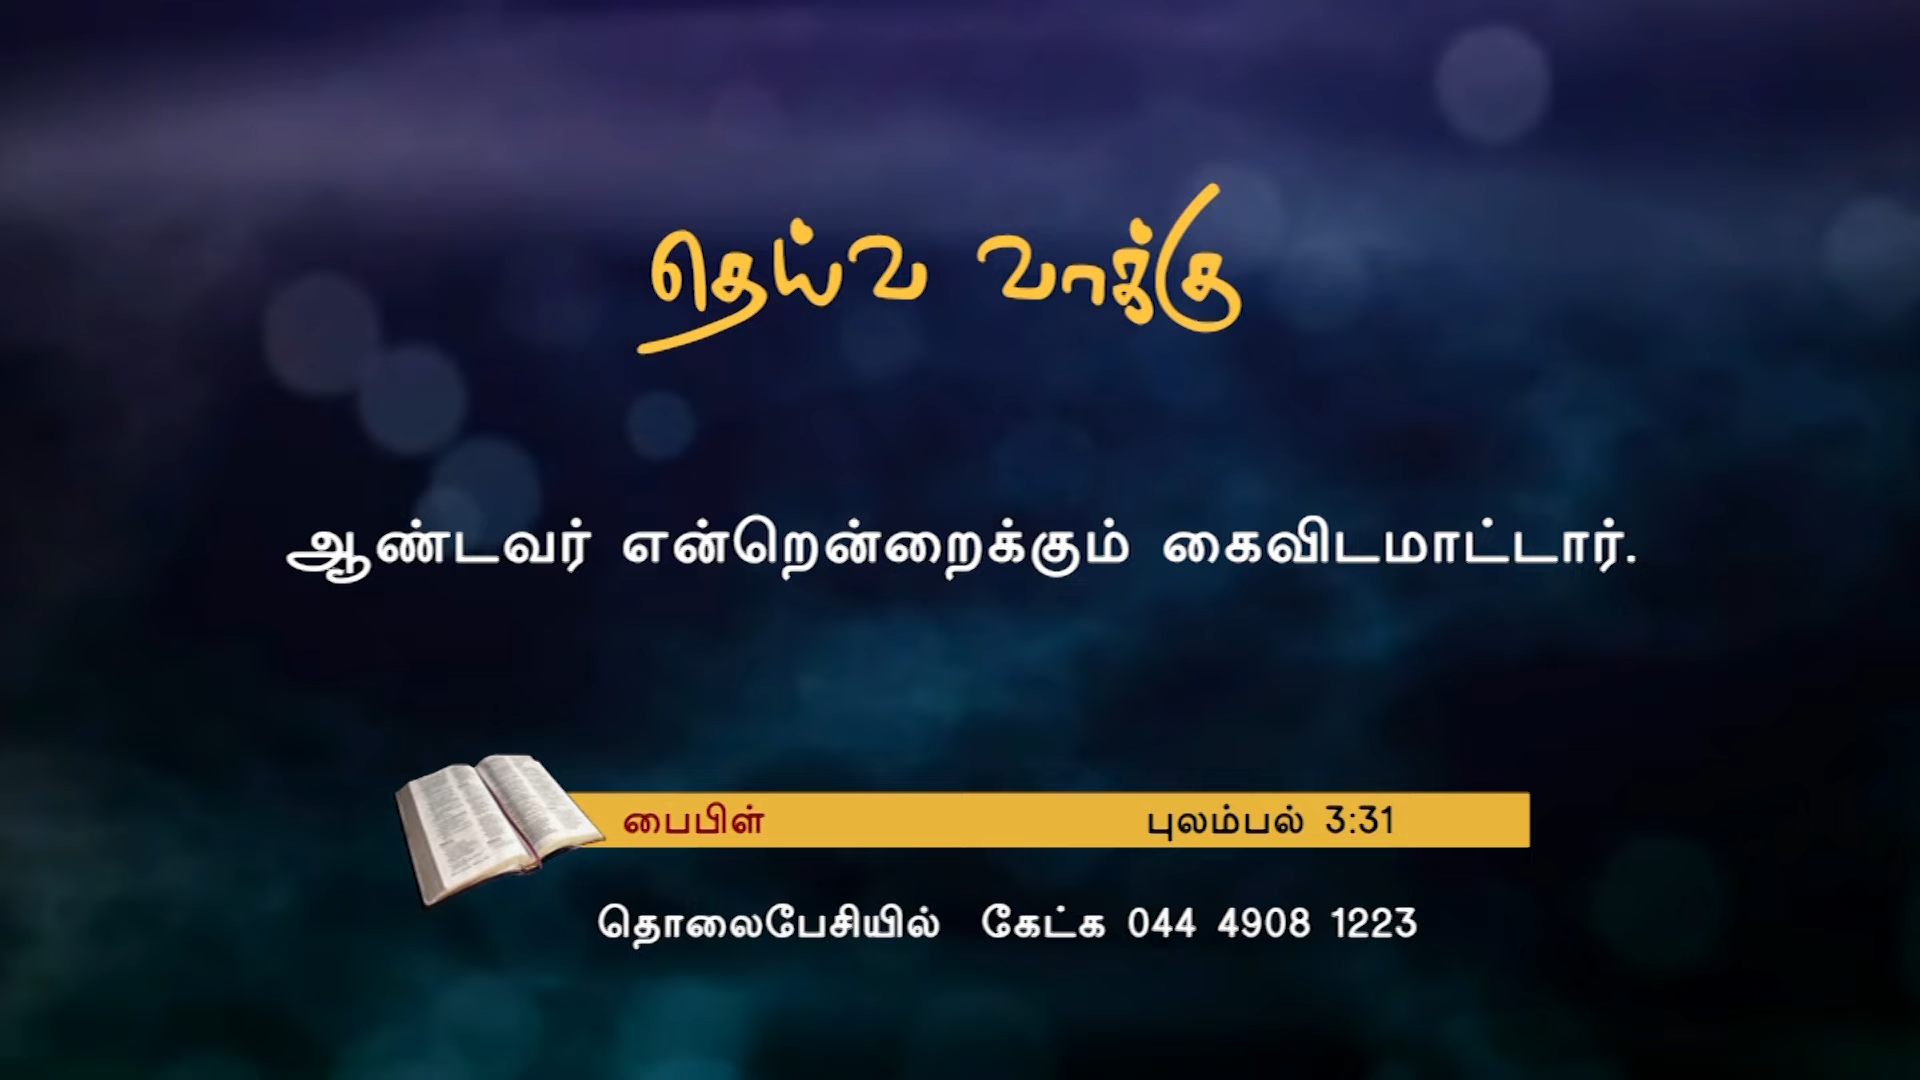 தெய்வ வாக்கு
ஆண்டவர் என்றென்றைக்கும் கைவிடமாட்டார்.
பைபிள் புலம்பல் 3:31
தொலைபேசியில் கேட்க 044 4908 1223